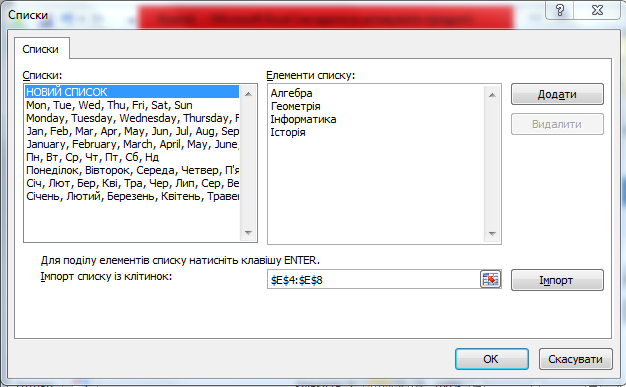 Списки
Списки
Списки:
НОВИЙ СПИСОК
Mon, Tue, Wed, Thu, Fri, Sat, Sun
Monday, Tuesday, Wednesday, Thursday, F
Jan, Feb, Mar, Apr, May, Jun, Jul, Aug, Sep
January, February, March, April, May, June,
Пн, Вт, Ср, Чт, Пт, Сб, Нд
Понеділок, Вівторок, Середа, Четвер, П'я
Січ, Лют, Бер, Кві, Тра, Чер, Лип, Сер, Ве
Січень, Лютий, Березень, Квітень, Траве
Елементи списку:
Алгебра
Геометрія
Інформатика
Історія
Додати
Видалити
Для поділу елементів списку натисніть клавішу ENTER.
Імпорт списку із клітинок:
$E$4:$E$8
Імпорт
ОК
Скасувати